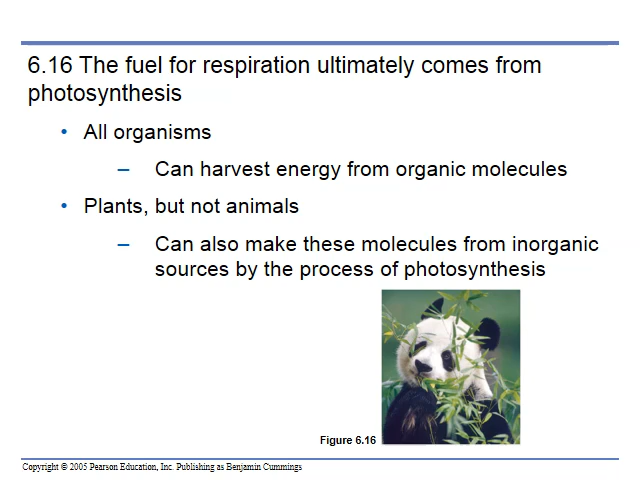 6.16 The fuel for respiration ultimately comes from
photosynthesis
• All organisms
– Can harvest energy from organic molecules
• Plants, but not animals
– Can also make these molecules from inorganic
sources by the process of photosynthesis
Figure 6.16
Copyright © 2005 Pearson Education, Inc. Publishing as Benjamin Cummings